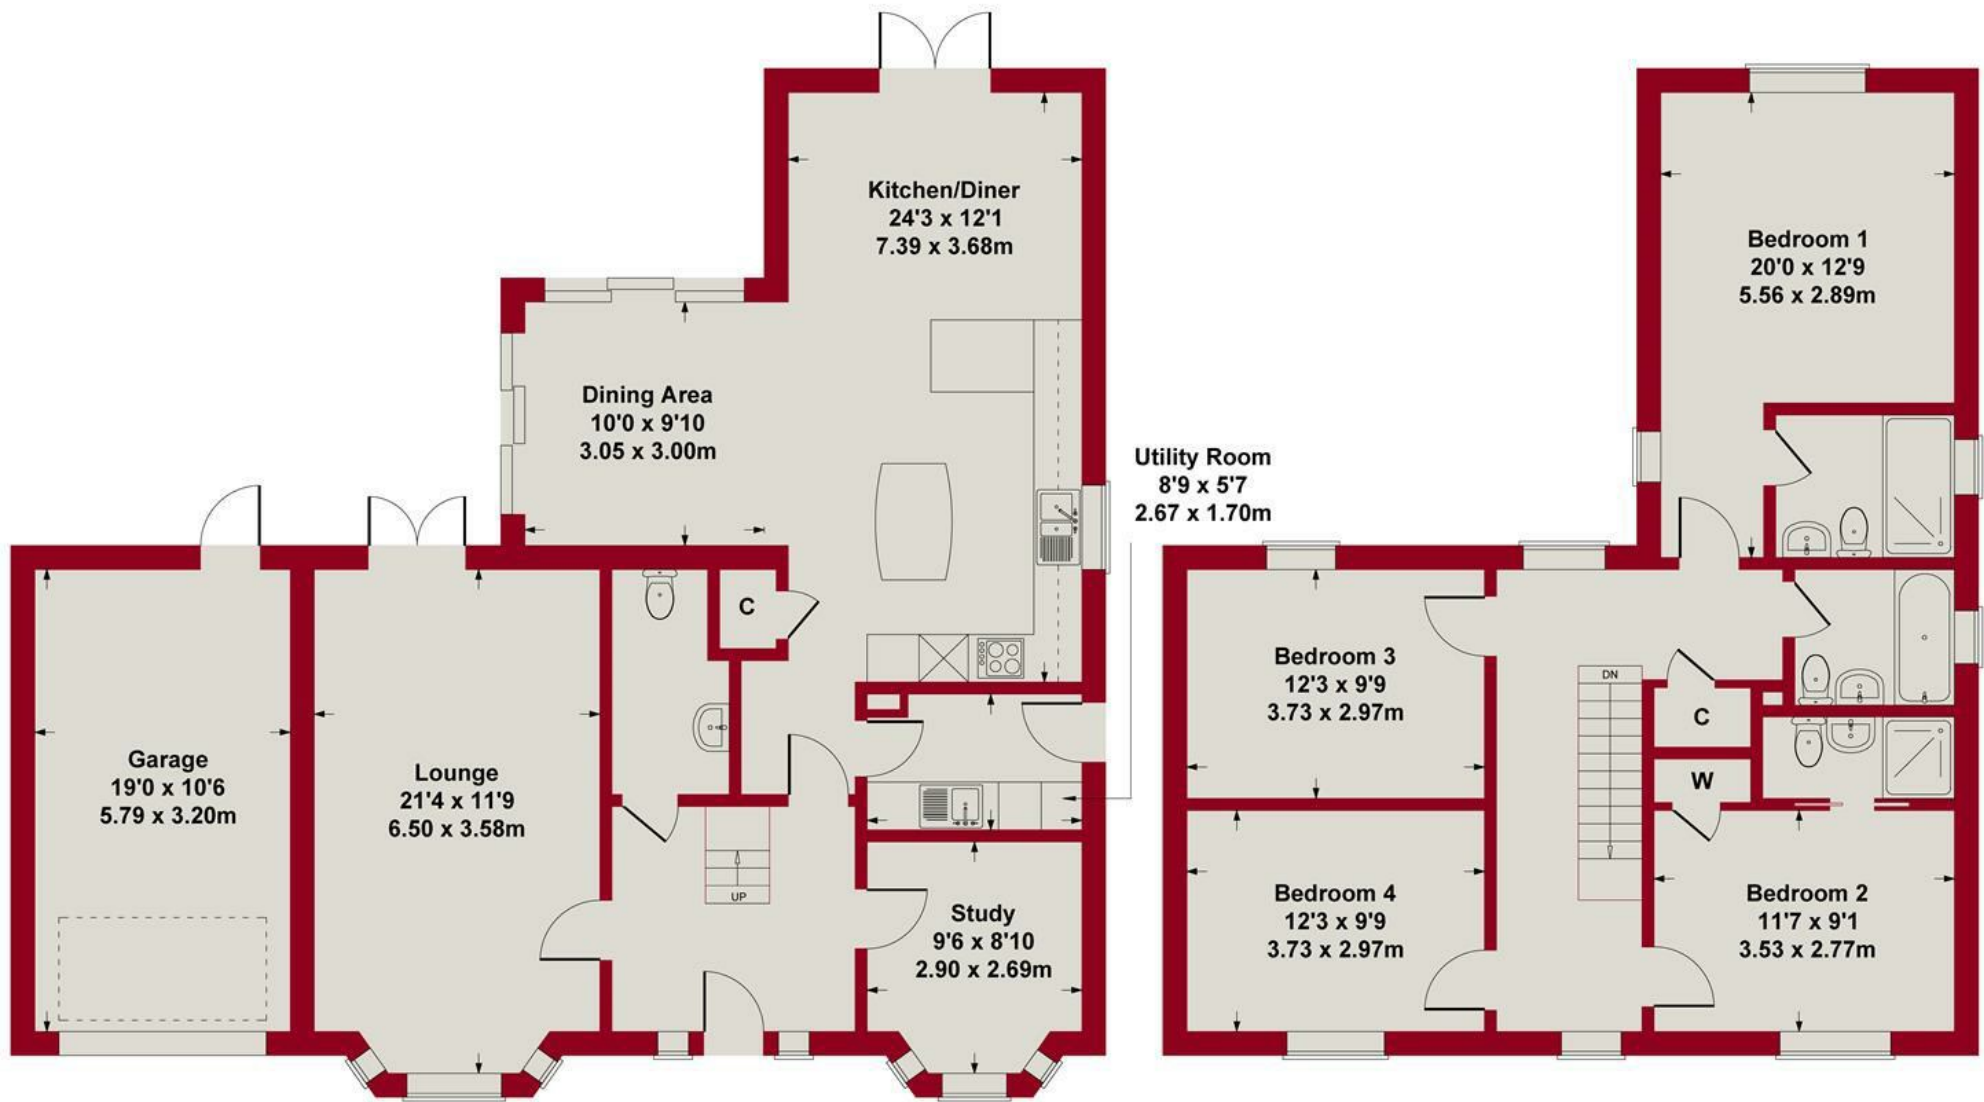 Kitchen/Diner
24'3 x 12'1
7.39 x 3.68m
Dining Area
10'0 x 9'10
3.05 x 3.00m
Utility Room
8'9 x 5'7
2.67 x 1.70m
C
Garage
19'0 x 10'6
5.79 x 3.20m
Lounge
21'4 x 11'9
6.50 x 3.58m
UP
Study
9'6 x 8'10
2.90 x 2.69m
Bedroom 1
20'0 x 12'9
5.56 x 2.89m
Bedroom 3
12'3 x 9'9
3.73 x 2.97m
DN
C
W
Bedroom 4
12'3 x 9'9
3.73 x 2.97m
Bedroom 2
11'7 x 9'1
3.53 x 2.77m